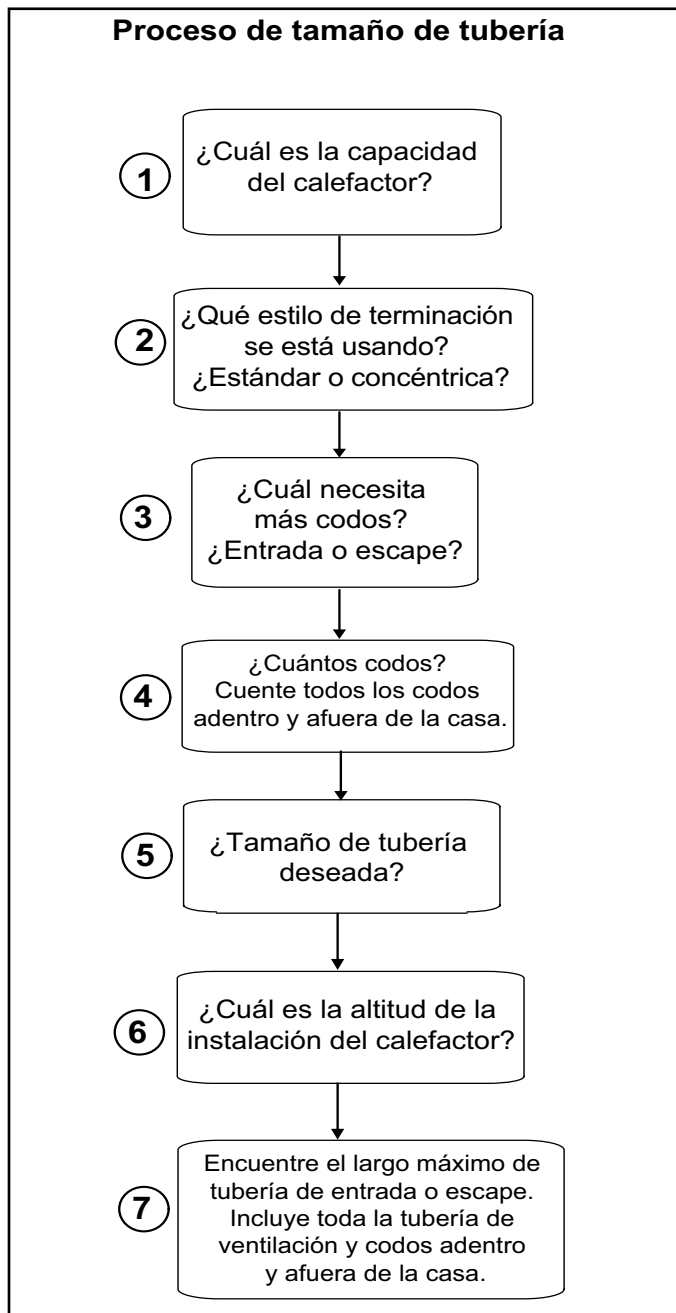 Proceso de tamaño de tubería
1
¿Cuál es la capacidad
del calefactor?
2
¿Qué estilo de terminación
se está usando?
¿Estándar o concéntrica?
3
¿Cuál necesita
más codos?
¿Entrada o escape?
4
¿Cuántos codos?
Cuente todos los codos
adentro y afuera de la casa.
5
¿Tamaño de tubería
deseada?
6
¿Cuál es la altitud de la
instalación del calefactor?
7
Encuentre el largo máximo de
tubería de entrada o escape.
Incluye toda la tubería de
ventilación y codos adentro
y afuera de la casa.